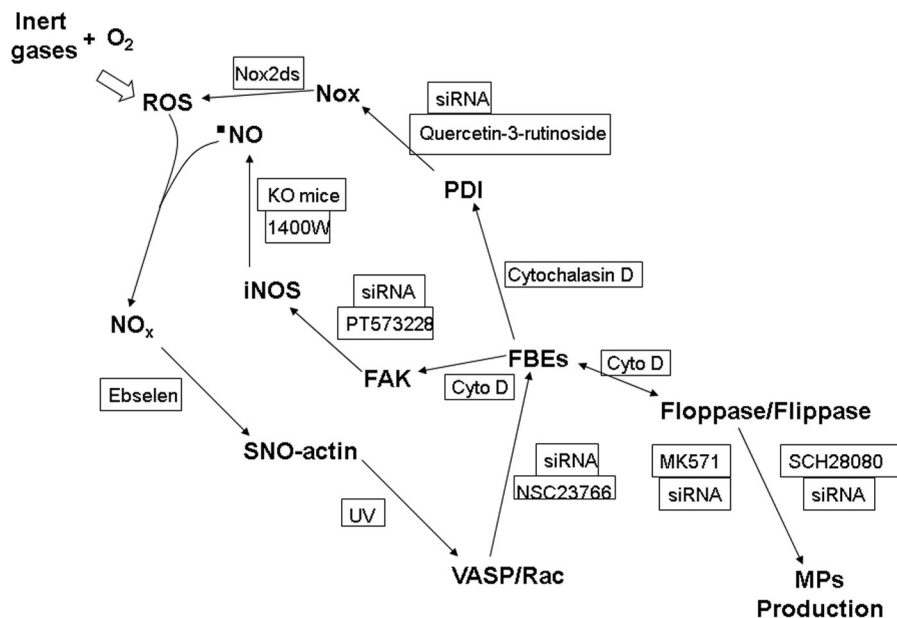 Inert
gases + O₂
Nox2ds
ROS
Nox
siRNA
Quercetin-3-rutinoside
▪NO
KO mice
1400W
PDI
iNOS
siRNA
PT573228
Cytochalasin D
NOₓ
FBEs
FAK
Cyto D
Cyto D
Ebselen
Floppase/Flippase
SNO-actin
siRNA
NSC23766
MK571
siRNA
SCH28080
siRNA
UV
VASP/Rac
MPs
Production